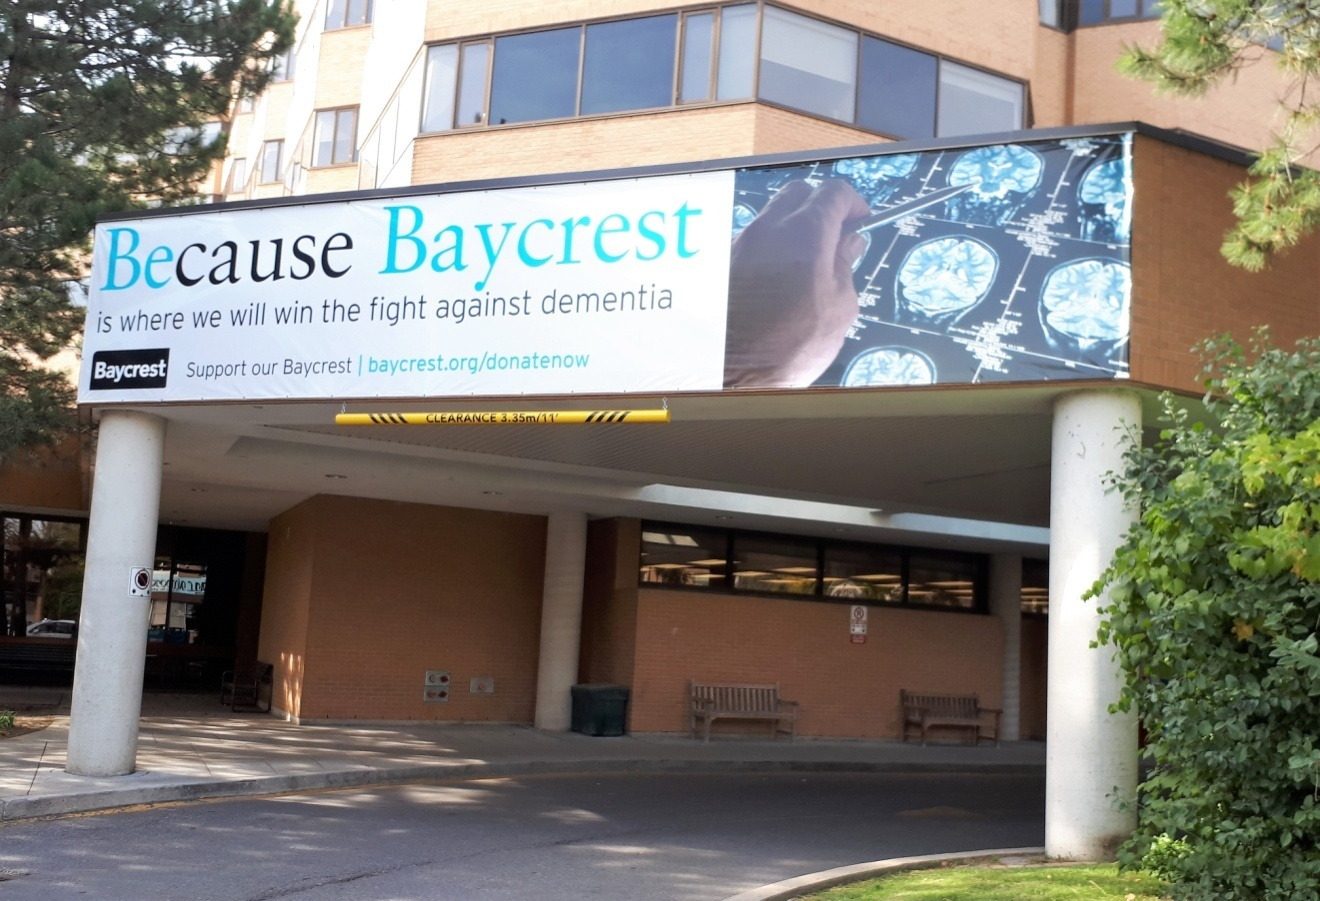 Because Baycrest
is where we will win the fight against dementia
Baycrest Support our Baycrest | baycrest.org/donatenow
CLEARANCE 3.35m/11'